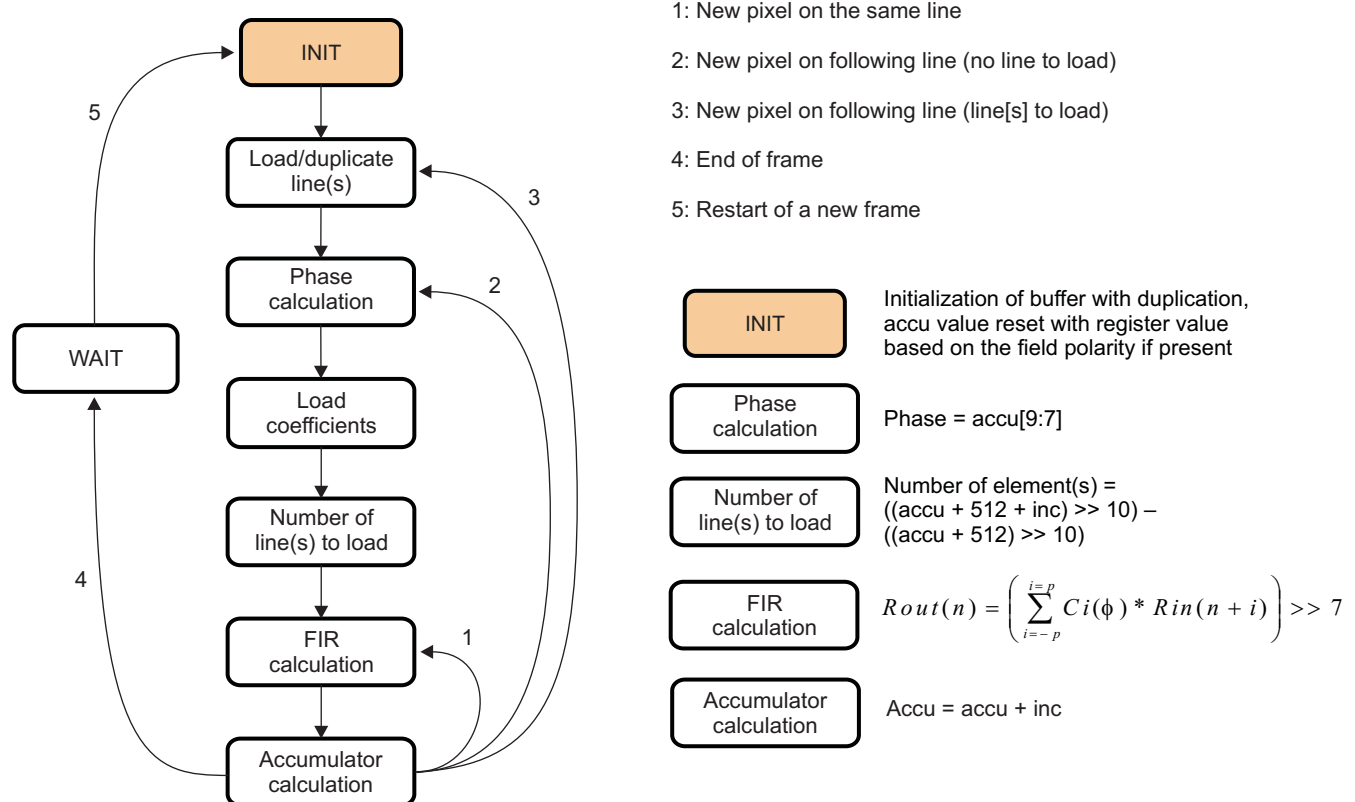 INIT
5
Load/duplicate
line(s)
3
Phase
calculation
2
WAIT
Load
coefficients
Number of
line(s) to load
4
FIR
calculation
1
Accumulator
calculation
1: New pixel on the same line
2: New pixel on following line (no line to load)
3: New pixel on following line (line[s] to load)
4: End of frame
5: Restart of a new frame
INIT
Initialization of buffer with duplication,
accu value reset with register value
based on the field polarity if present
Phase
calculation
Phase = accu[9:7]
Number of
line(s) to load
Number of element(s) =
((accu + 512 + inc) >> 10) –
((accu + 512) >> 10)
FIR
calculation
Rout(n) = ( ∑ i=–p i=p Ci(ϕ) * Rin(n + i) ) >> 7
Accumulator
calculation
Accu = accu + inc